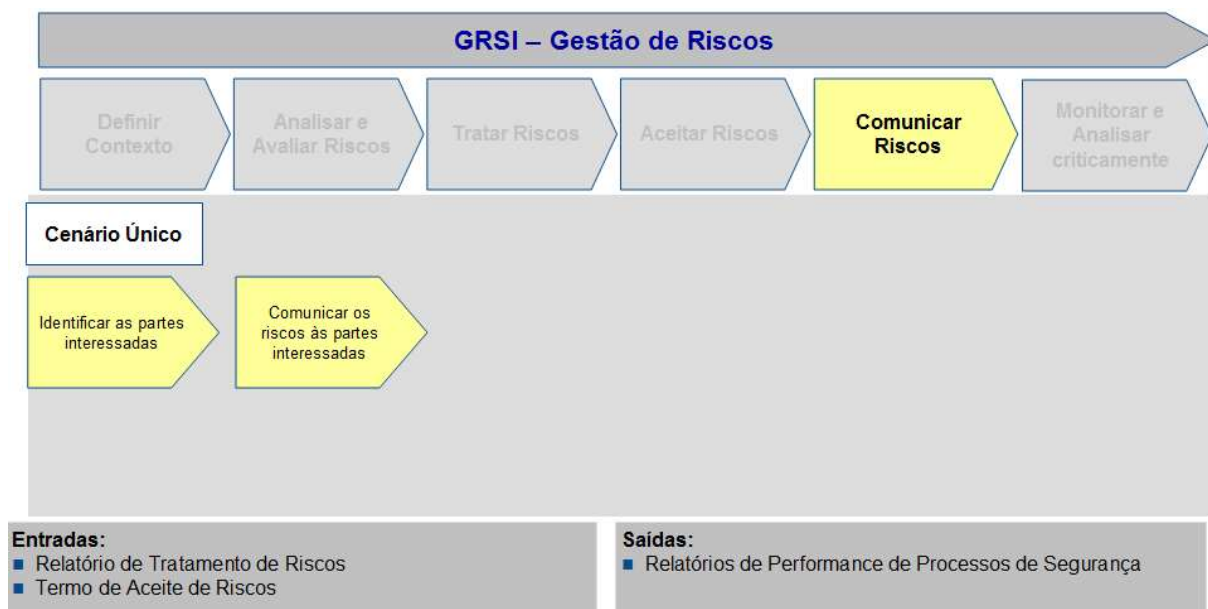 GRSI – Gestão de Riscos
Definir
Contexto
Analisar e
Avaliar Riscos
Tratar Riscos
Aceitar Riscos
Comunicar
Riscos
Monitorar e
Analisar
criticamente
Cenário Único
Identificar as partes
interessadas
Comunicar os
riscos às partes
interessadas
Entradas:
Relatório de Tratamento de Riscos
Termo de Aceite de Riscos
Saídas:
Relatórios de Performance de Processos de Segurança